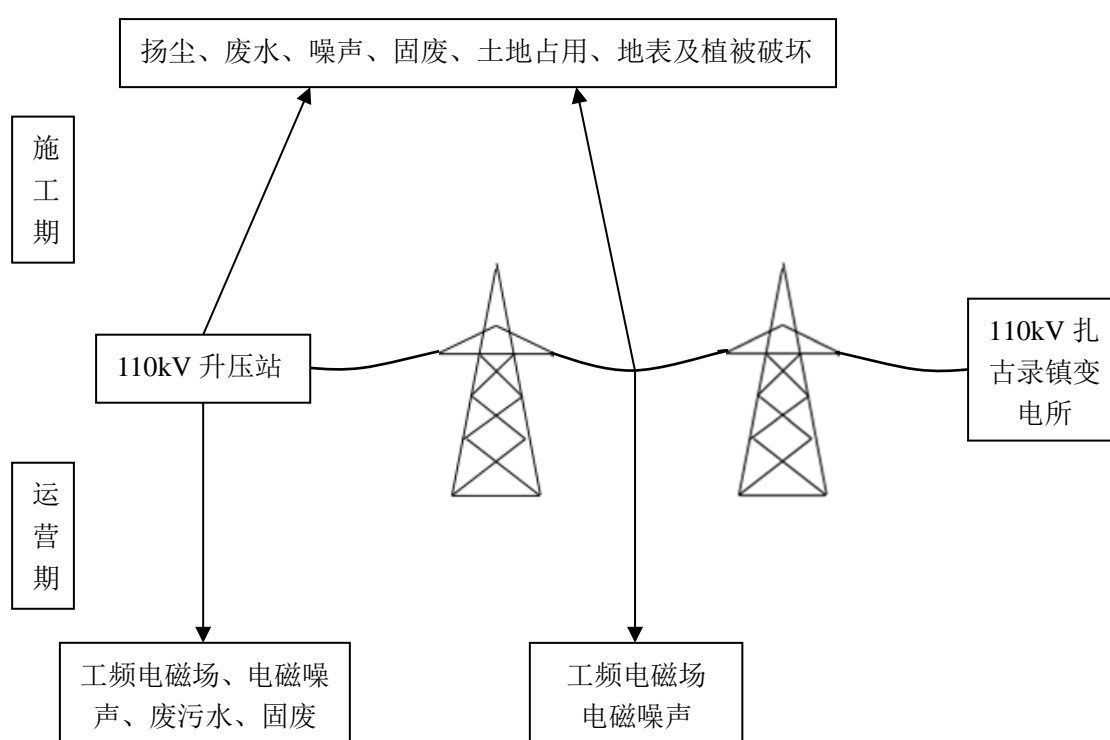 扬尘、废水、噪声、固废、土地占用、地表及植被破坏
施
工
期
110kV 升压站
110kV 扎
古录镇变
电所
运
营
期
工频电磁场、电磁噪
声、废污水、固废
工频电磁场
电磁噪声